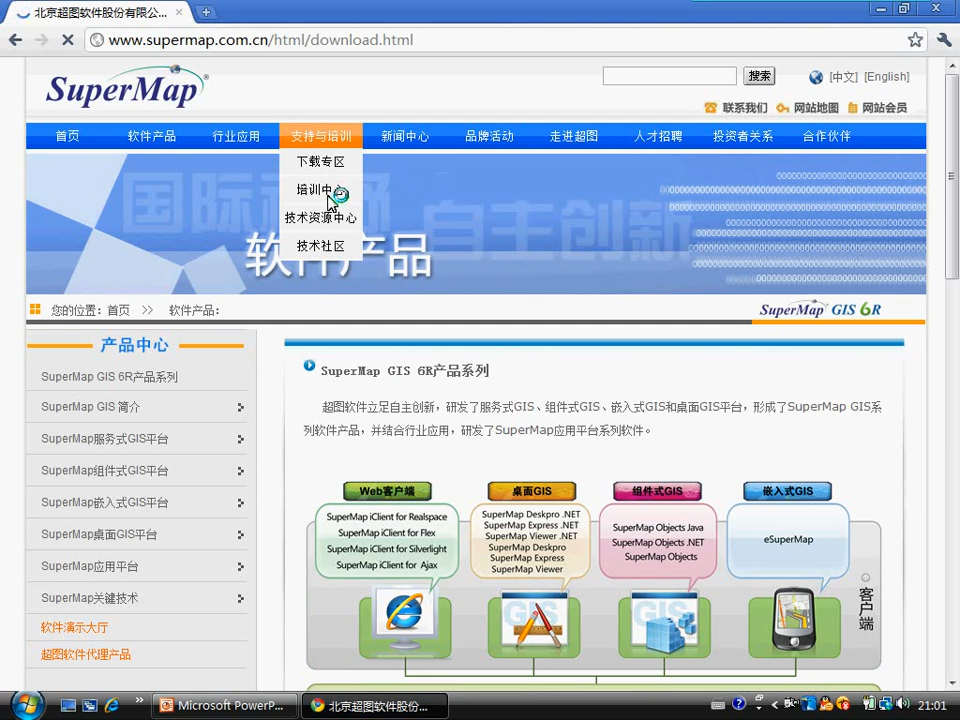 北京超图软件股份有限公...
www.supermap.com.cn/html/download.html
SuperMap
搜索
[中文] [English]
联系我们 网站地图 网站会员
首页 软件产品 行业应用 支持与培训 新闻中心 品牌活动 走进超图 人才招聘 投资者关系 合作伙伴
下载专区
培训中
技术资源中心
技术社区
自主创新
软件产品
您的位置：首页 >> 软件产品:
SuperMap GIS 6R
产品中心
SuperMap GIS 6R产品系列
SuperMap GIS 简介
SuperMap服务式GIS平台
SuperMap组件式GIS平台
SuperMap嵌入式GIS平台
SuperMap桌面GIS平台
SuperMap应用平台
SuperMap关键技术
软件演示大厅
超图软件代理产品
SuperMap GIS 6R产品系列
超图软件立足自主创新，研发了服务式GIS、组件式GIS、嵌入式GIS和桌面GIS平台，形成了SuperMap GIS系
列软件产品，并结合行业应用，研发了SuperMap应用平台系列软件。
Web客户端
SuperMap iClient for Realspace
SuperMap iClient for Flex
SuperMap iClient for Silverlight
SuperMap iClient for Ajax
桌面GIS
SuperMap Deskpro .NET
SuperMap Express .NET
SuperMap Viewer .NET
SuperMap Deskpro
SuperMap Express
SuperMap Viewer
组件式GIS
SuperMap Objects Java
SuperMap Objects .NET
SuperMap Objects
嵌入式GIS
eSuperMap
客户端
GIS
GIS
Microsoft PowerP...
北京超图软件股份...
21:01